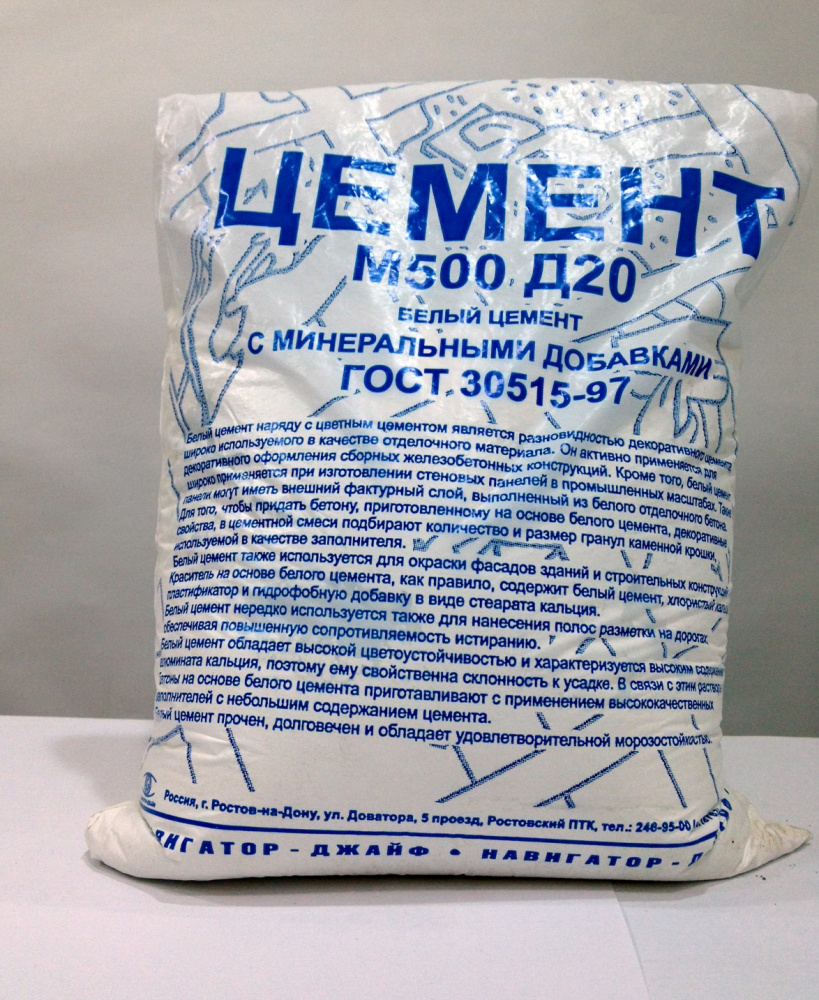 ЦЕМЕНТ
М500 Д20
БЕЛЫЙ ЦЕМЕНТ
С МИНЕРАЛЬНЫМИ ДОБАВКАМИ
ГОСТ 30515-97
Белый цемент наряду с цветным цементом является разновидностью декоративного цемента
широко используемого в качестве отделочного материала. Он активно применяется для
декоративного оформления сборных железобетонных конструкций. Кроме того, белый цемент
широко применяется при изготовлении стеновых панелей в промышленных масштабах. Такие
панели могут иметь внешний фактурный слой, выполненный из белого отделочного бетона.
Для того, чтобы придать бетону, приготовленному на основе белого цемента, декоративные
свойства, в цементной смеси подбирают количество и размер гранул каменной крошки,
используемой в качестве заполнителя.
Белый цемент также используется для окраски фасадов зданий и строительных конструкций
Краситель на основе белого цемента, как правило, содержит белый цемент, хлористый
пластификатор и гидрофобную добавку в виде стеарата кальция.
Белый цемент нередко используется также для нанесения полос разметки на дорогах,
обеспечивая повышенную сопротивляемость истиранию.
Белый цемент обладает высокой цветоустойчивостью и характеризуется высоким
алюмината кальция, поэтому ему свойственна склонность к усадке. В связи с этим
Бетоны на основе белого цемента приготавливают с применением высококачественных
заполнителей с небольшим содержанием цемента.
Белый цемент прочен, долговечен и обладает удовлетворительной морозостойкостью.
Россия, г. Ростов-на-Дону, ул. Доватора, 5 проезд, Ростовский ПТК, тел.: 246-95-00
ВИГАТОР - ДЖАЙФ • НАВИГАТОР -